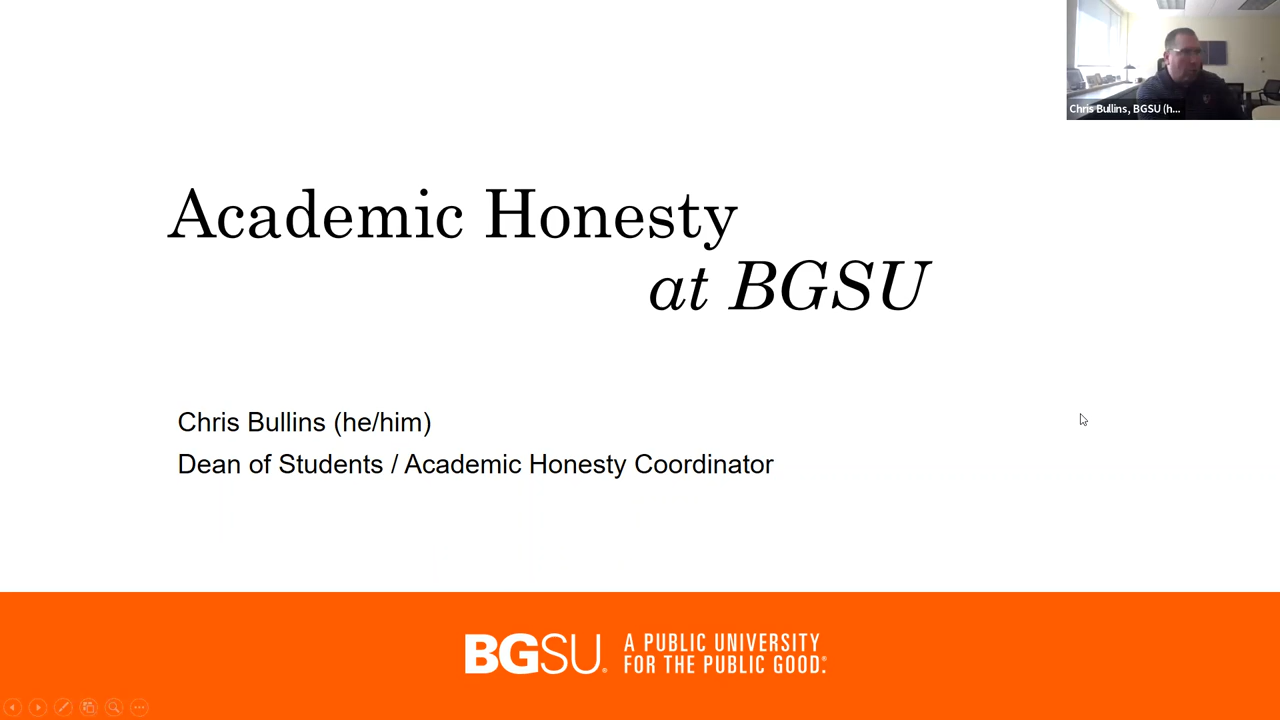 Chris Bullins, BGSU (h...
Academic Honesty
at BGSU
Chris Bullins (he/him)
Dean of Students / Academic Honesty Coordinator
BGSU. A PUBLIC UNIVERSITY
FOR THE PUBLIC GOOD.®